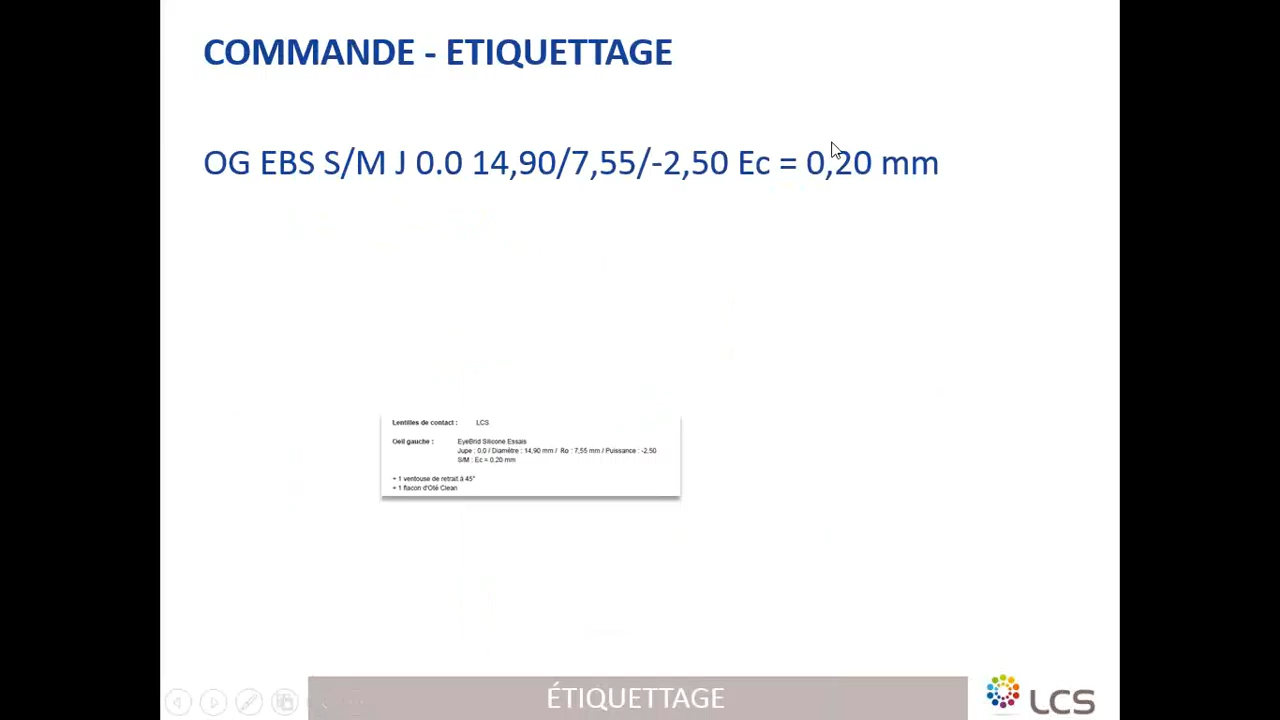 COMMANDE - ETIQUETTAGE
OG EBS S/M J 0.0 14,90/7,55/-2,50 Ec = 0,20 mm
Lentilles de contact : LCS
Oeil gauche : EyeBrid Silicone Essais
Jupe : 0.0 / Diamètre : 14,90 mm / Ro : 7,55 mm / Puissance : -2,50
S/M : Ec = 0.20 mm
+ 1 ventouse de retrait à 45°
+ 1 flacon d'Oté Clean
ÉTIQUETTAGE
LCS